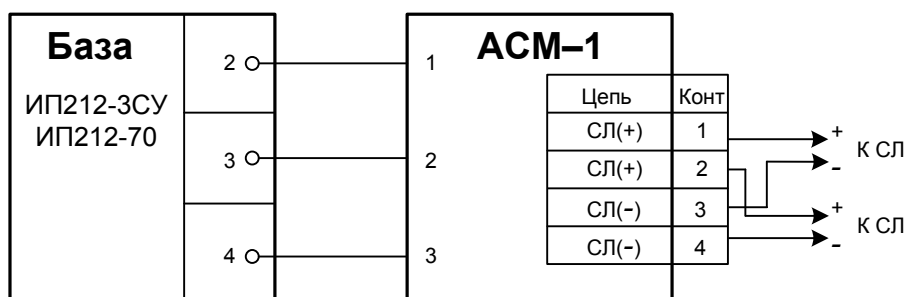 База
ИП212-3СУ
ИП212-70
2
3
4
АСМ–1
1
2
3
Цепь Конт
СЛ(+) 1
СЛ(+) 2
СЛ(-) 3
СЛ(-) 4
+
К СЛ
-
+
К СЛ
-